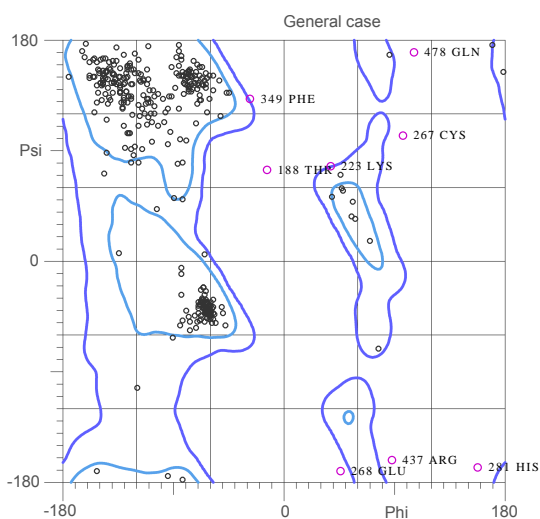 General case
180
478 GLN
349 PHE
267 CYS
Psi
188 THR
223 LYS
0
437 ARG
281 HIS
268 GLU
-180
-180
0
Phi
180